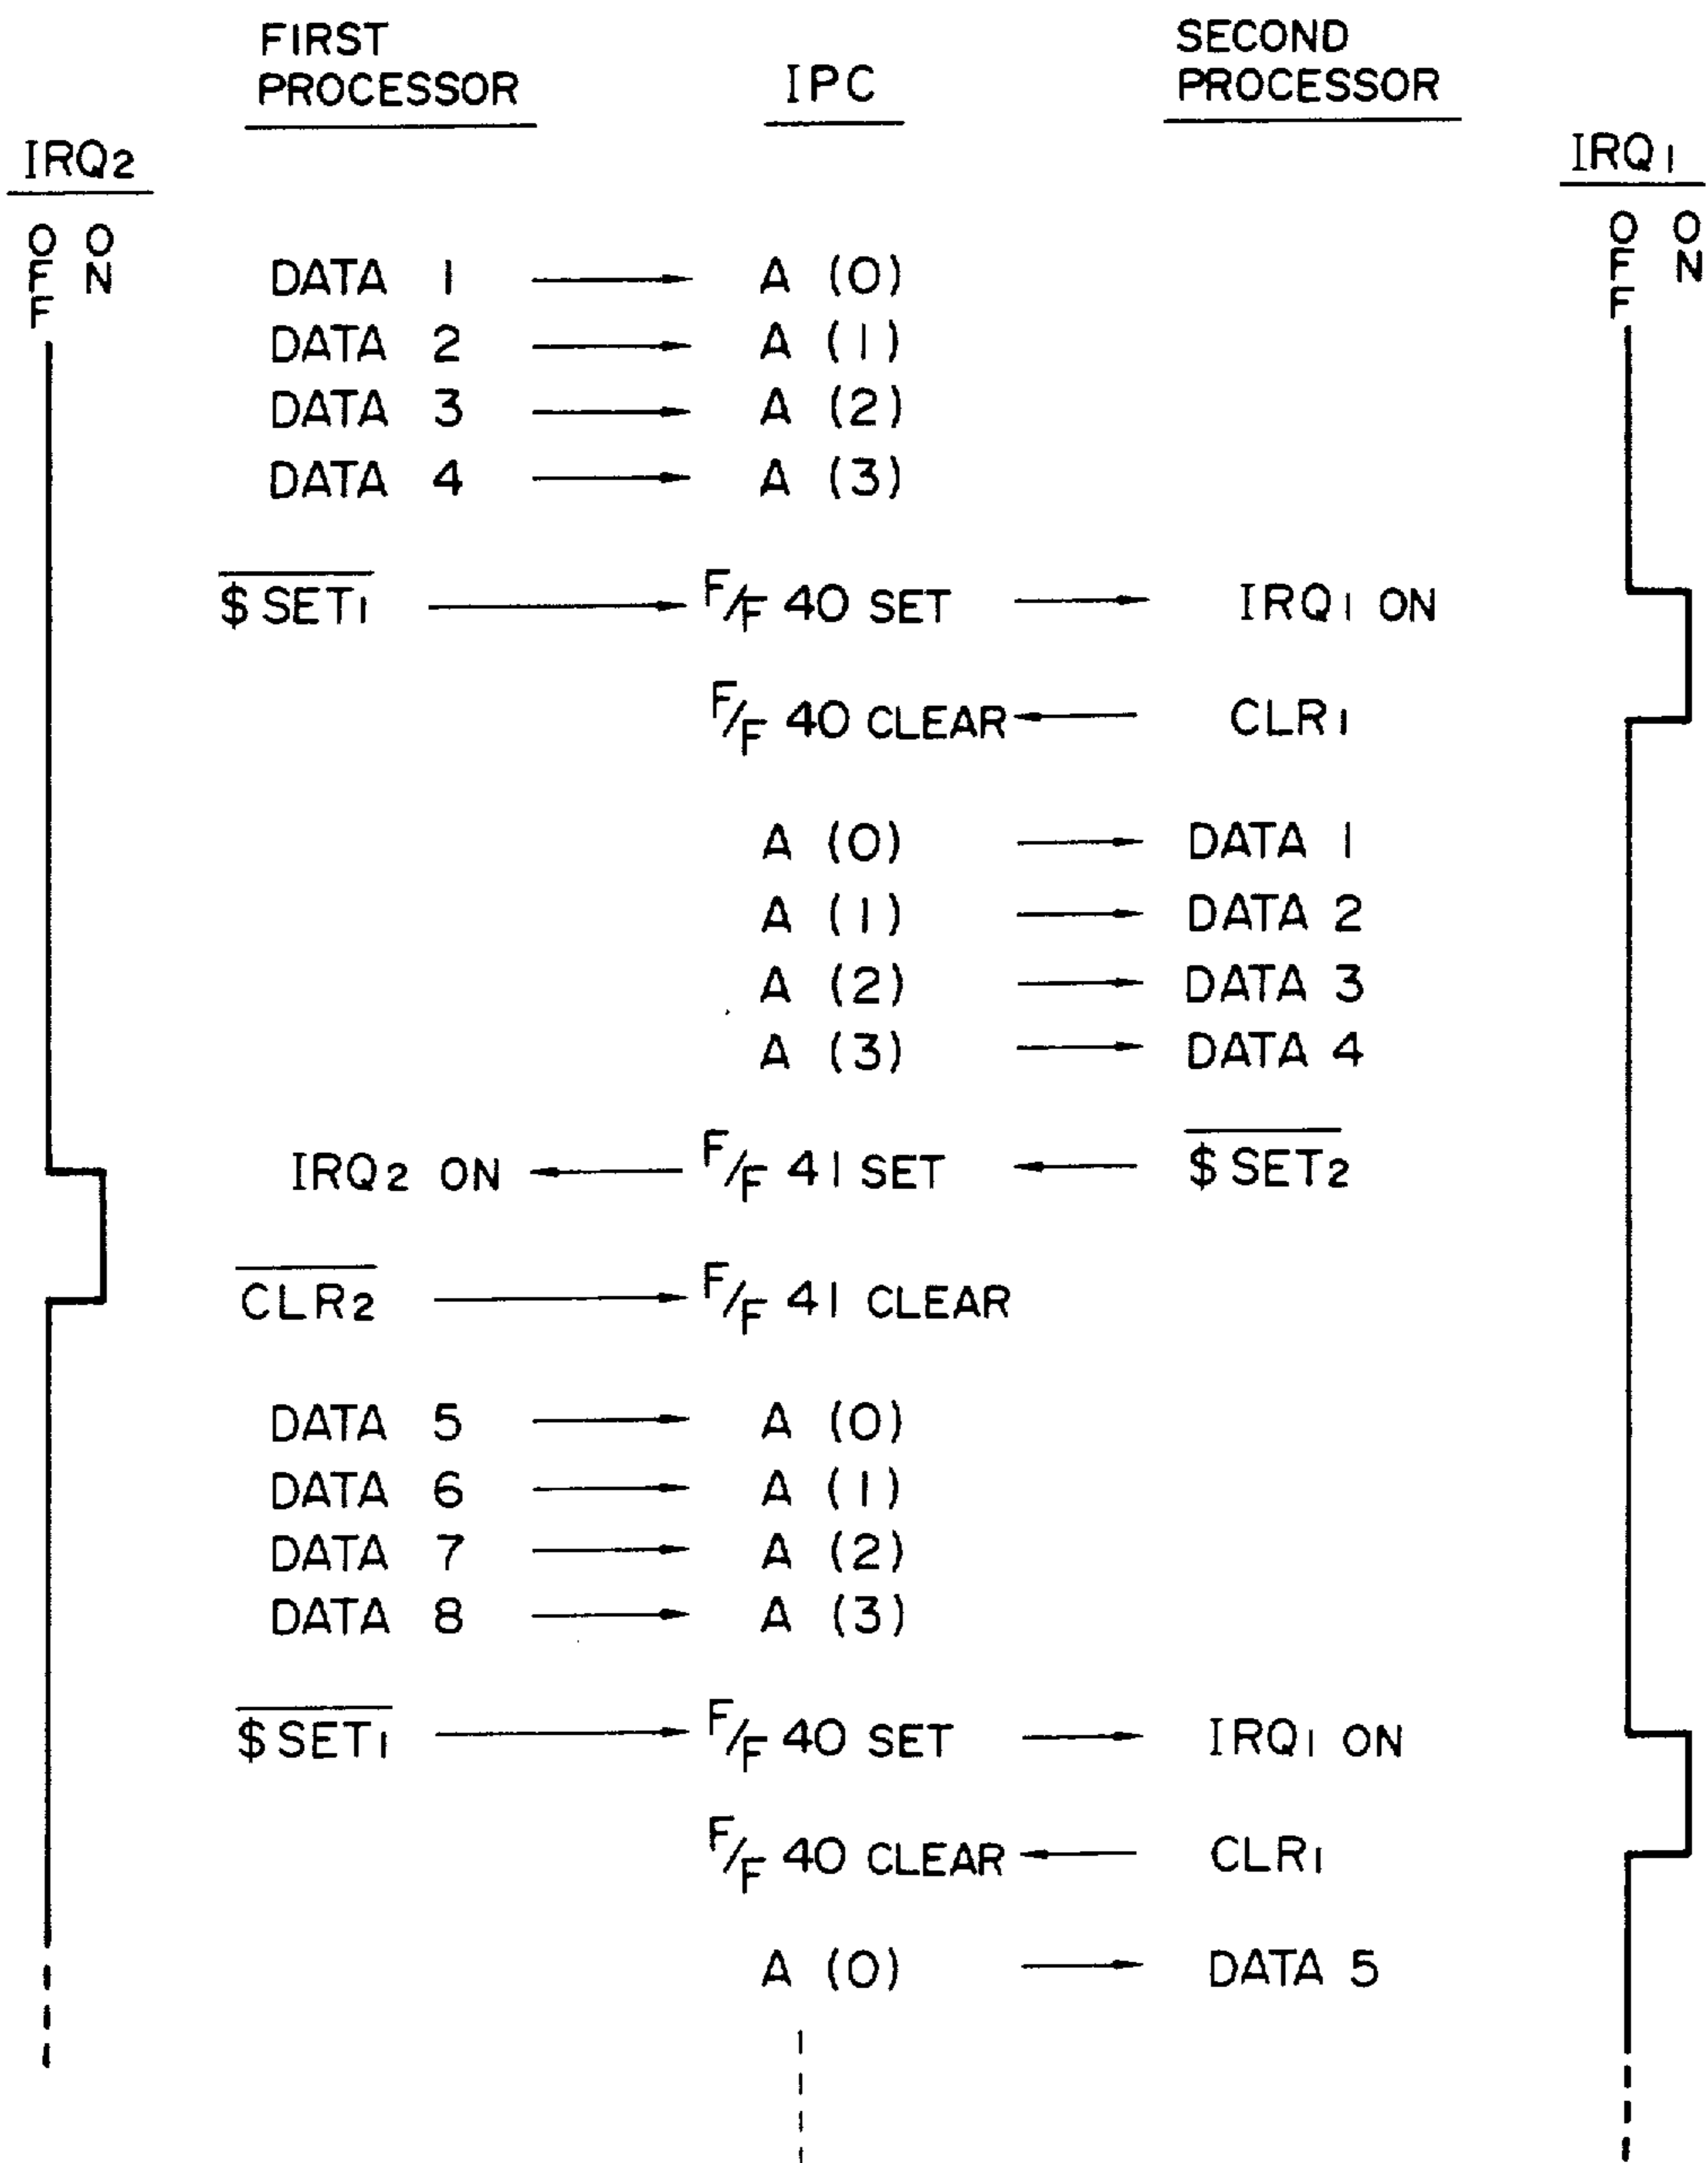 FIRST PROCESSOR IPC SECOND PROCESSOR
IRQ2 IRQ1
OFF ON OFF ON
DATA 1 → A (0)
DATA 2 → A (1)
DATA 3 → A (2)
DATA 4 → A (3)
$ SET1 → F/F 40 SET → IRQ1 ON
F/F 40 CLEAR ← CLR1
A (0) → DATA 1
A (1) → DATA 2
A (2) → DATA 3
A (3) → DATA 4
IRQ2 ON ← F/F 41 SET ← $ SET2
CLR2 → F/F 41 CLEAR
DATA 5 → A (0)
DATA 6 → A (1)
DATA 7 → A (2)
DATA 8 → A (3)
$ SET1 → F/F 40 SET → IRQ1 ON
F/F 40 CLEAR ← CLR1
A (0) → DATA 5